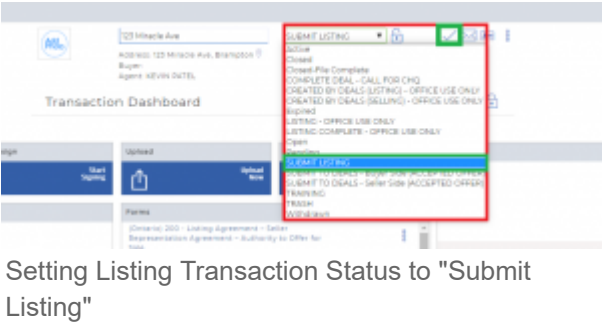 123 Miracle Ave
SUBMIT LISTING
Address: 123 Miracle Ave, Brampton
Buyer:
Agent: KEVIN PATEL
Transaction Dashboard
Active
Closed
Closed-File Complete
COMPLETE DEAL - CALL FOR CHQ
CREATED BY DEALS (LISTING) - OFFICE USE ONLY
CREATED BY DEALS (SELLING) - OFFICE USE ONLY
Expired
LISTING - OFFICE USE ONLY
LISTING COMPLETE - OFFICE USE ONLY
Open
Pending
SUBMIT LISTING
SUBMIT TO DEALS - Buyer Side (ACCEPTED OFFER)
SUBMIT TO DEALS - Seller Side (ACCEPTED OFFER)
TRAINING
TRASH
Withdrawn
Start
Signing
Upload
Upload
Now
Forms
(Ontario) 200 - Listing Agreement - Seller
Representation Agreement - Authority to Offer for
Sale
Setting Listing Transaction Status to "Submit
Listing"